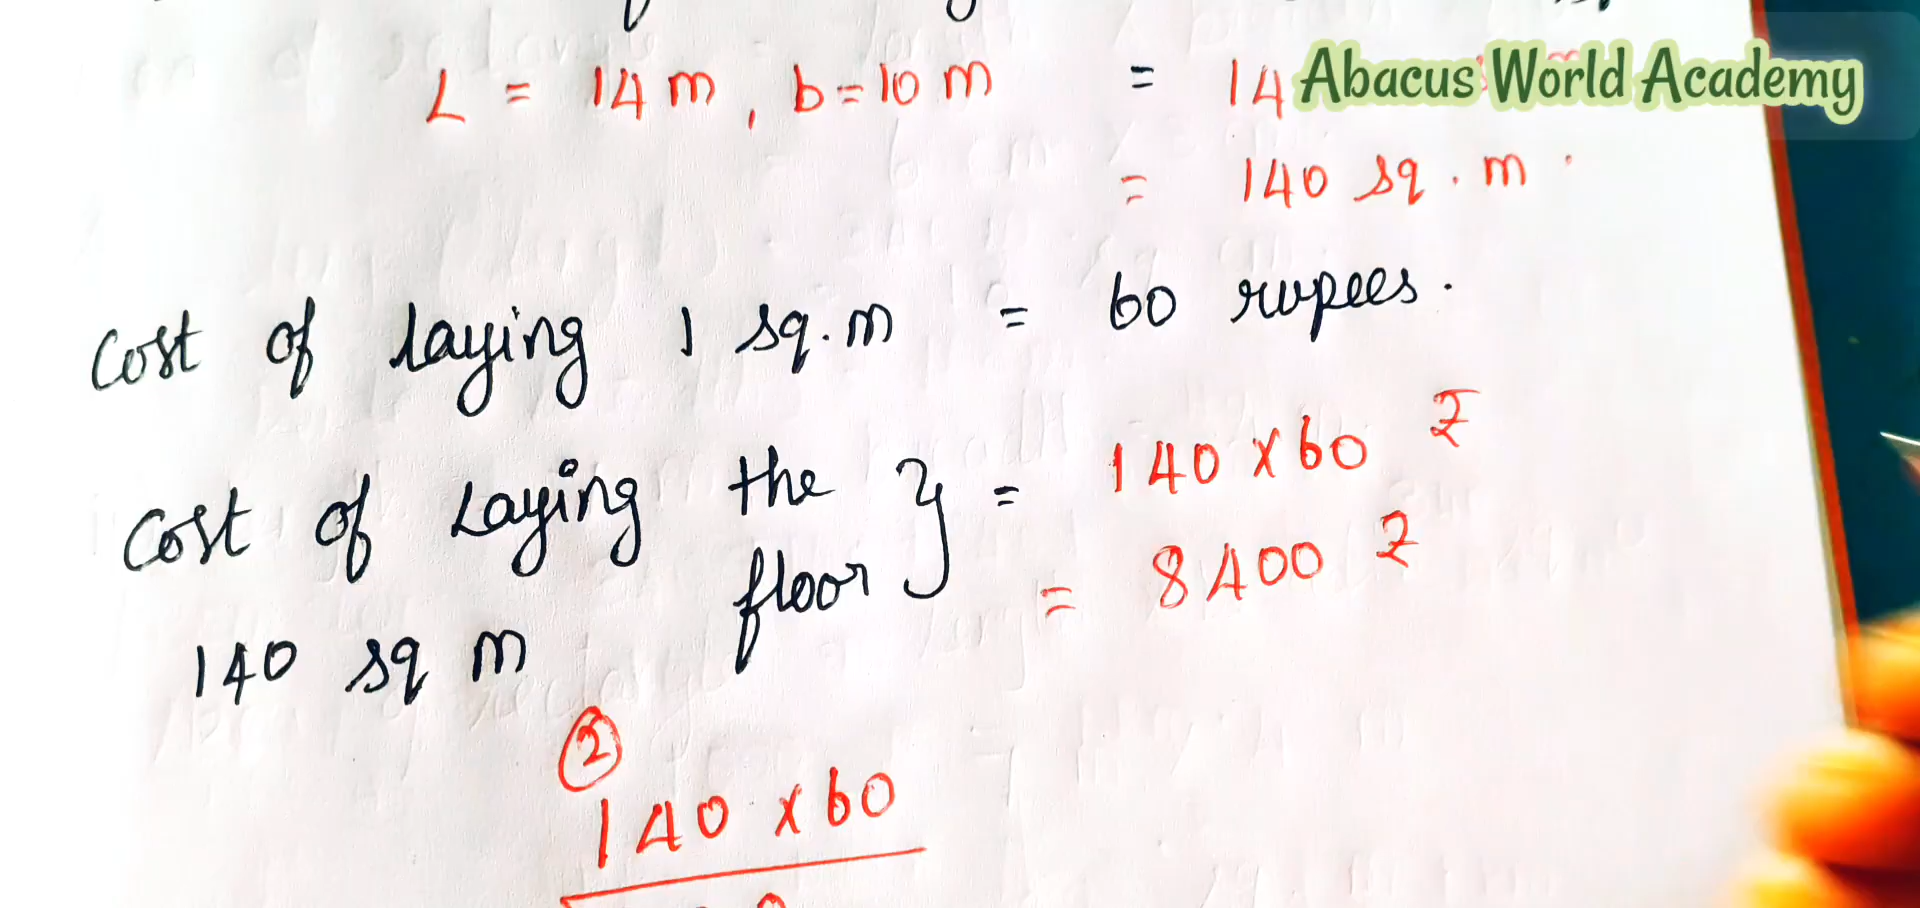 L = 14 m , b = 10 m = 14
Abacus World Academy
= 140 sq . m .
Cost of laying 1 sq.m = 60 rupees .
Cost of Laying the } = 140 x 60 ₹
floor = 8400 ₹
140 sq m
2
140 x 60